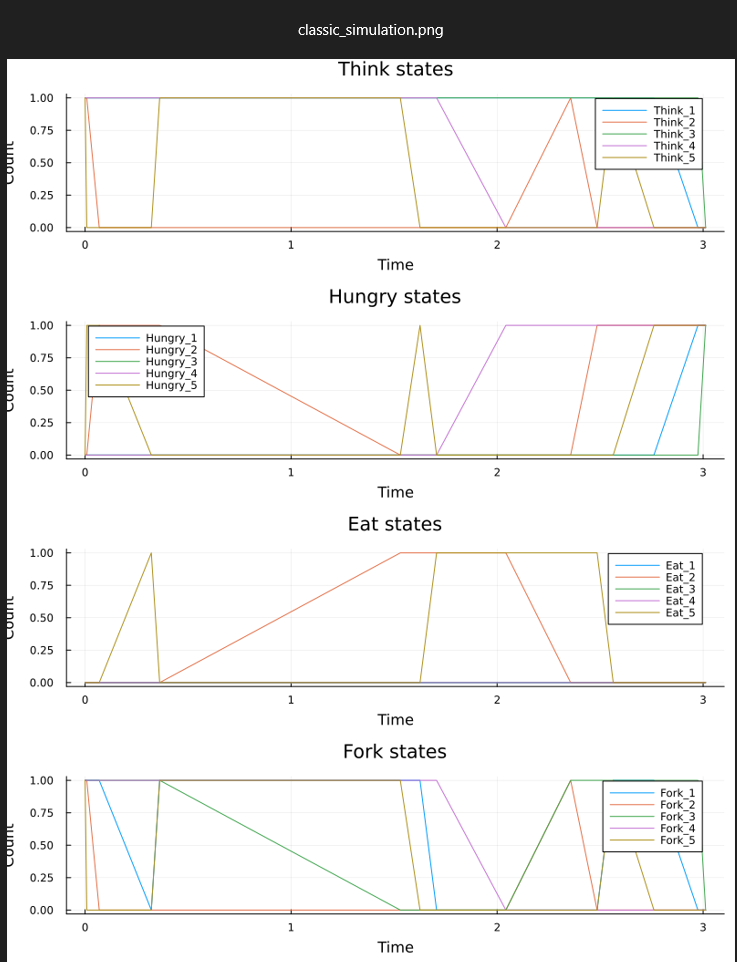 classic_simulation.png
Think states
1.00
0.75
0.50
0.25
0.00
Count
Think_1
Think_2
Think_3
Think_4
Think_5
0 1 2 3
Time
Hungry states
1.00
0.75
0.50
0.25
0.00
Count
Hungry_1
Hungry_2
Hungry_3
Hungry_4
Hungry_5
0 1 2 3
Time
Eat states
1.00
0.75
0.50
0.25
0.00
Count
Eat_1
Eat_2
Eat_3
Eat_4
Eat_5
0 1 2 3
Time
Fork states
1.00
0.75
0.50
0.25
0.00
Count
Fork_1
Fork_2
Fork_3
Fork_4
Fork_5
0 1 2 3
Time